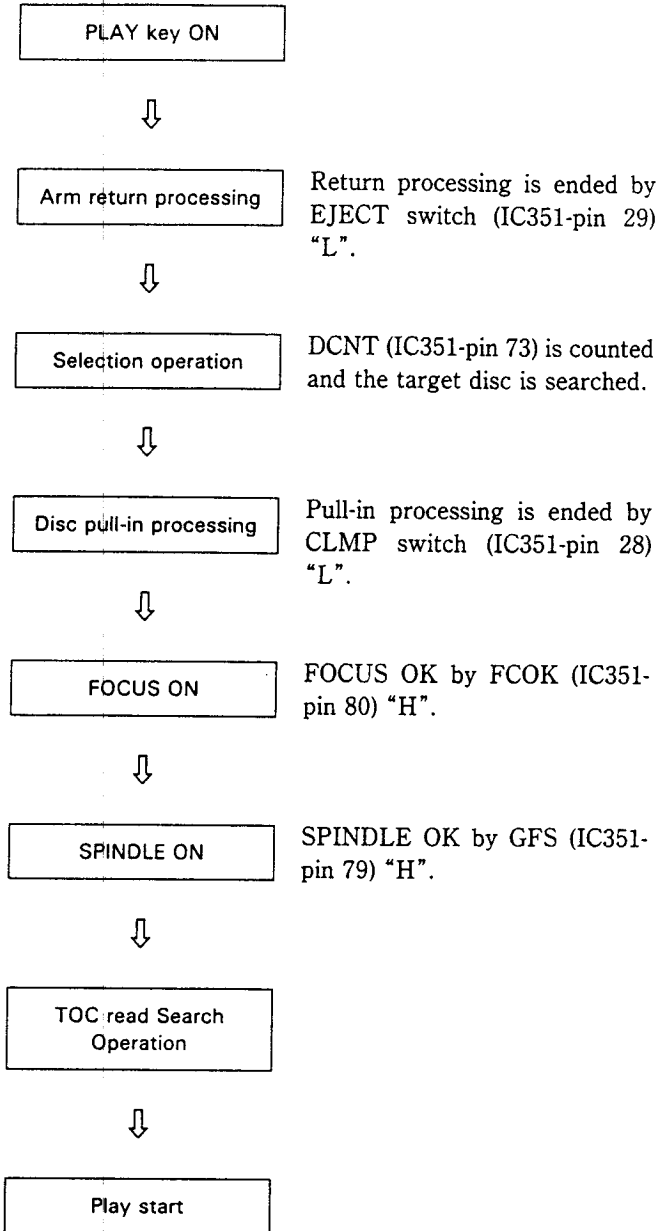 PLAY key ON
⇩
Arm return processing
Return processing is ended by
EJECT switch (IC351-pin 29)
“L”.
⇩
Selection operation
DCNT (IC351-pin 73) is counted
and the target disc is searched.
⇩
Disc pull-in processing
Pull-in processing is ended by
CLMP switch (IC351-pin 28)
“L”.
⇩
FOCUS ON
FOCUS OK by FCOK (IC351-
pin 80) “H”.
⇩
SPINDLE ON
SPINDLE OK by GFS (IC351-
pin 79) “H”.
⇩
TOC read Search
Operation
⇩
Play start